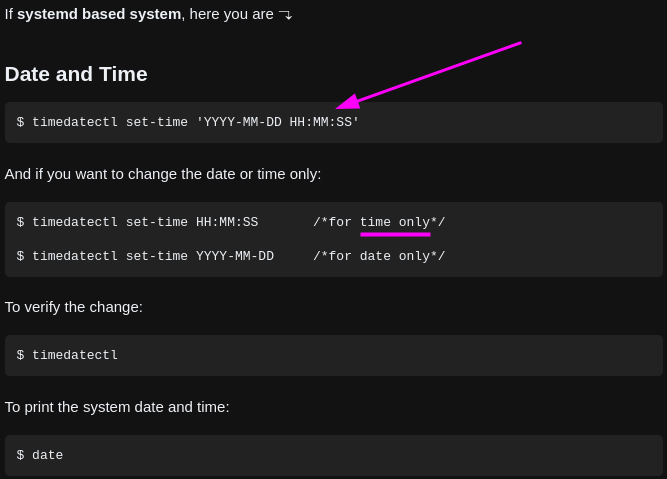 If systemd based system, here you are ⤵
Date and Time
$ timedatectl set-time 'YYYY-MM-DD HH:MM:SS'
And if you want to change the date or time only:
$ timedatectl set-time HH:MM:SS       /*for time only*/
$ timedatectl set-time YYYY-MM-DD     /*for date only*/
To verify the change:
$ timedatectl
To print the system date and time:
$ date